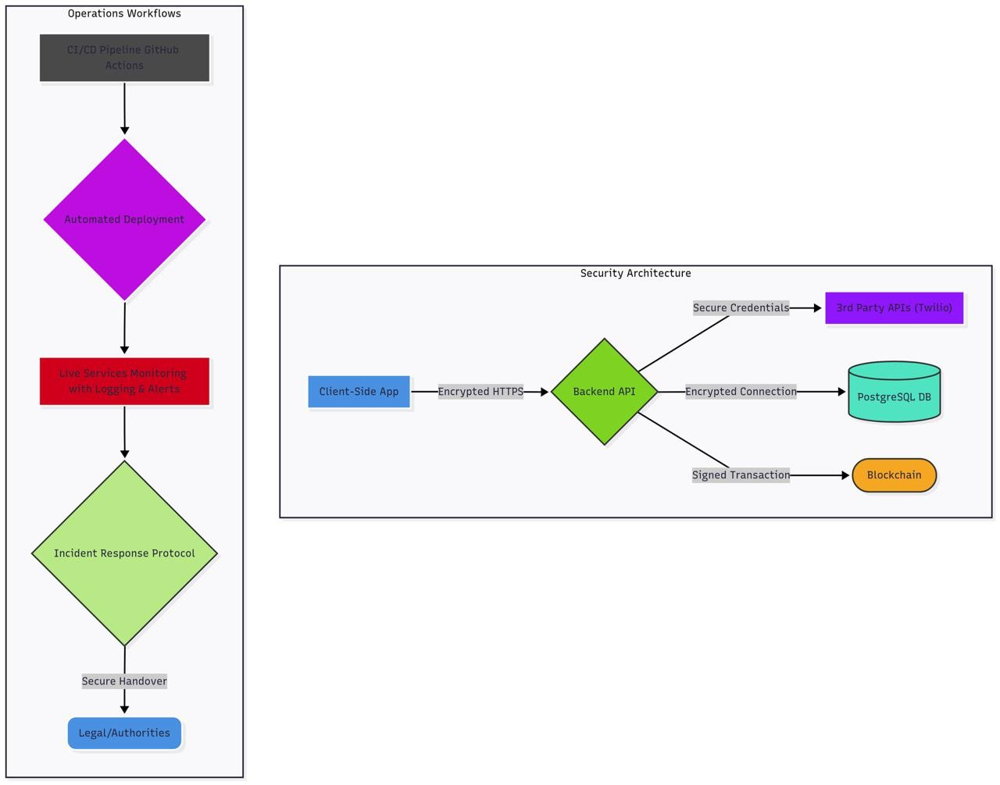 Operations Workflows
CI/CD Pipeline GitHub
Actions
Automated Deployment
Live Services Monitoring
with Logging & Alerts
Incident Response Protocol
Secure Handover
Legal/Authorities
Security Architecture
Client-Side App
Encrypted HTTPS
Backend API
Secure Credentials
3rd Party APIs (Twilio)
Encrypted Connection
PostgreSQL DB
Signed Transaction
Blockchain